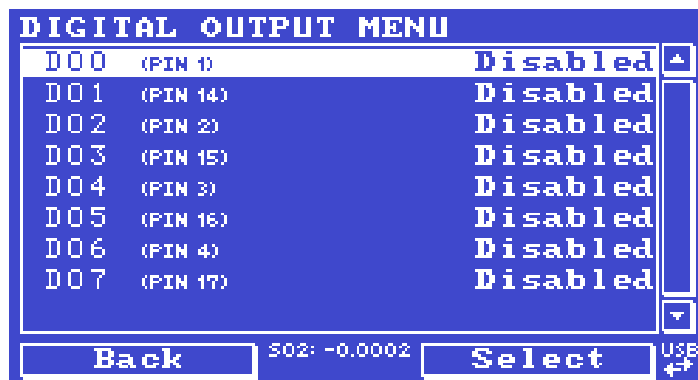 DIGITAL OUTPUT MENU
DO0 (PIN 1) Disabled
DO1 (PIN 14) Disabled
DO2 (PIN 2) Disabled
DO3 (PIN 15) Disabled
DO4 (PIN 3) Disabled
DO5 (PIN 16) Disabled
DO6 (PIN 4) Disabled
DO7 (PIN 17) Disabled
Back SO2: -0.0002 Select USB